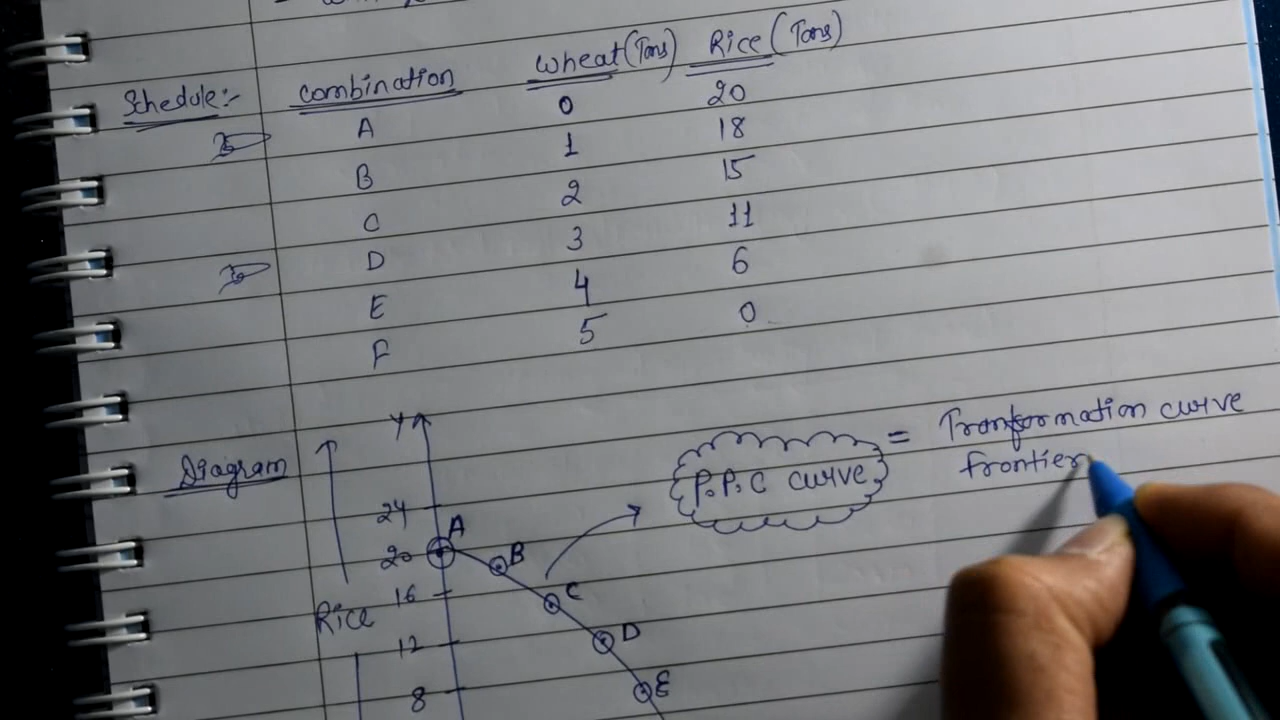 Schedule:- Combination Wheat (Tons) Rice (Tons)
A 0 20
B 1 18
C 2 15
D 3 11
E 4 6
F 5 0
Diagram
Y
24
20 A
B
16 C
Rice
12 D
8 E
P.P.C curve = Tranformation curve
frontier